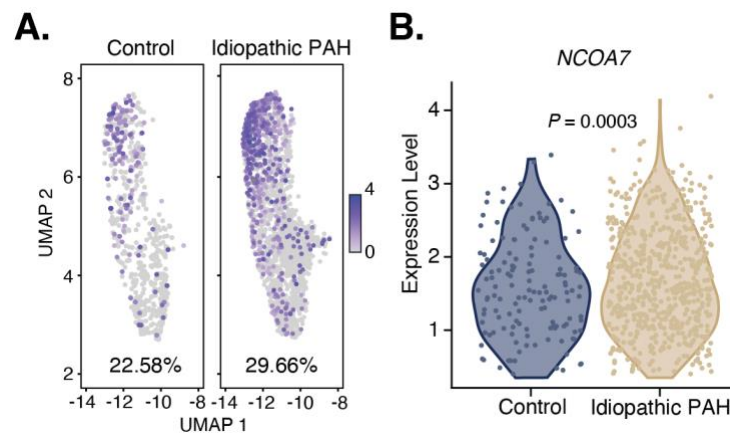 A.
Control Idiopathic PAH
8
6
4
2
UMAP 2
22.58% 29.66%
-14 -12 -10 -8 -14 -12 -10 -8
UMAP 1
4
0
B.
NCOA7
P = 0.0003
4
3
2
1
Expression Level
Control Idiopathic PAH